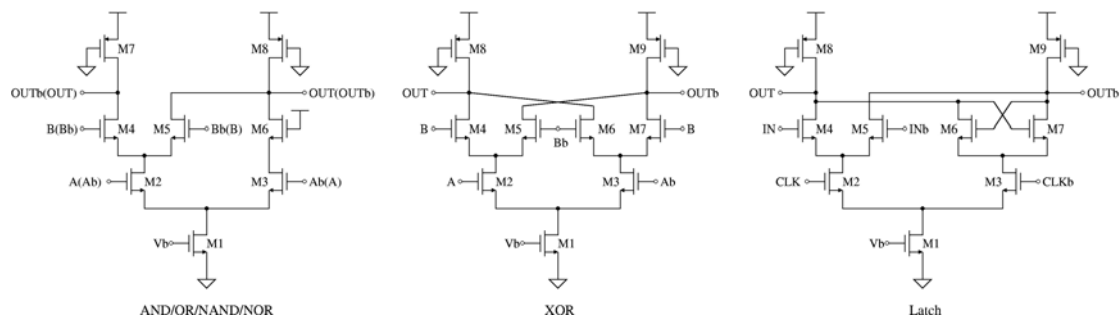 M7 M8 M8 M9 M8 M9
OUTb(OUT) OUT(OUTb) OUT OUTb OUT OUTb
B(Bb) M4 M5 Bb(B) M6 B M4 M5 Bb M6 M7 B IN M4 M5 INb M6 M7
A(Ab) M2 M3 Ab(A) A M2 M3 Ab CLK M2 M3 CLKb
Vb M1 Vb M1 Vb M1
AND/OR/NAND/NOR XOR Latch